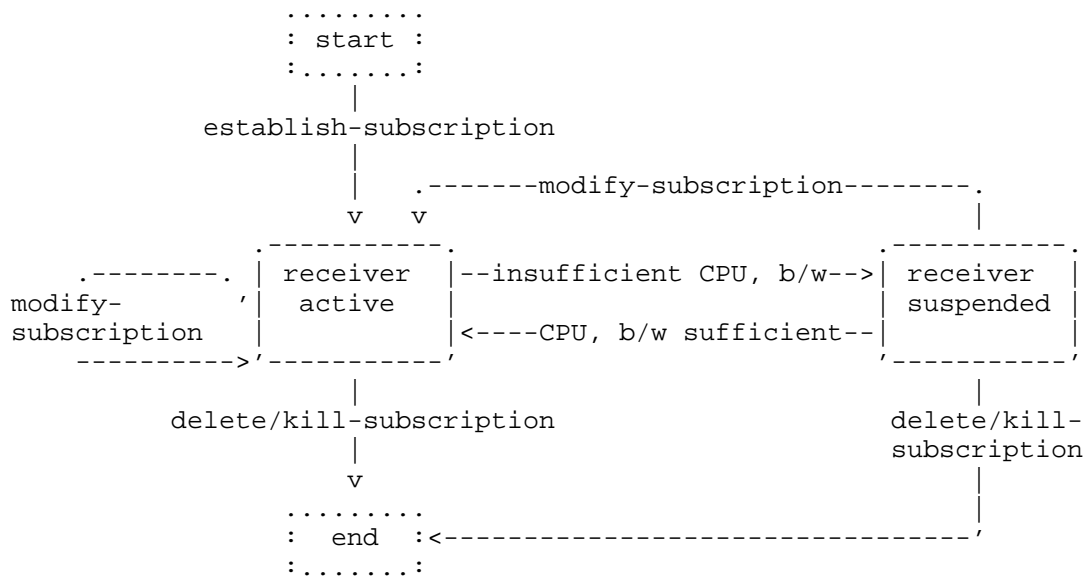 start
establish-subscription
modify-subscription
receiver --insufficient CPU, b/w--> receiver
modify- active suspended
subscription <----CPU, b/w sufficient--
delete/kill-subscription delete/kill-
subscription
end